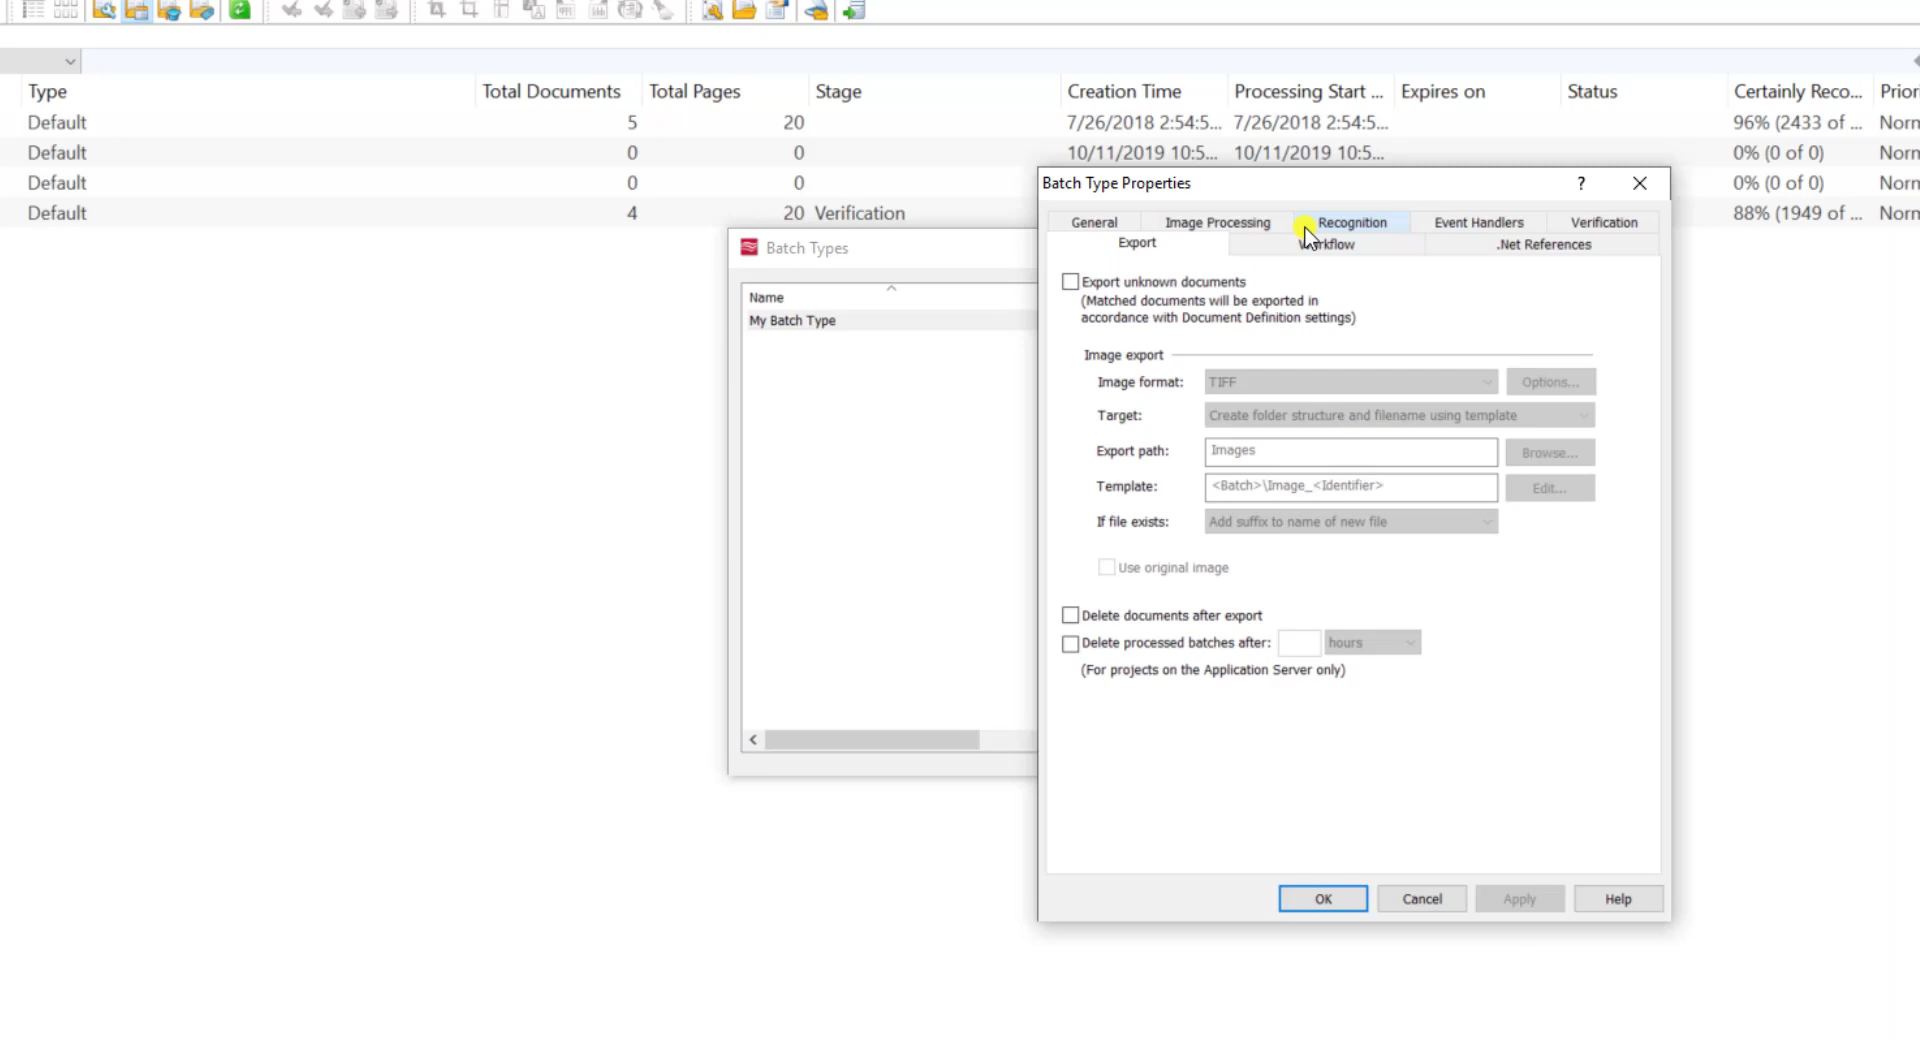 Type Total Documents Total Pages Stage Creation Time Processing Start ... Expires on Status Certainly Reco... Prior
Default 5 20 7/26/2018 2:54:5... 7/26/2018 2:54:5... 96% (2433 of ... Norn
Default 0 0 10/11/2019 10:5... 10/11/2019 10:5... 0% (0 of 0) Norn
Default 0 0 0% (0 of 0) Norn
Default 4 20 Verification 88% (1949 of ... Norn
Batch Types
Name
My Batch Type
Batch Type Properties
General Image Processing Recognition Event Handlers Verification
Export Workflow .Net References
Export unknown documents
(Matched documents will be exported in
accordance with Document Definition settings)
Image export
Image format: TIFF Options...
Target: Create folder structure and filename using template
Export path: Images Browse...
Template: <Batch>\Image_<Identifier> Edit...
If file exists: Add suffix to name of new file
Use original image
Delete documents after export
Delete processed batches after: hours
(For projects on the Application Server only)
OK Cancel Apply Help